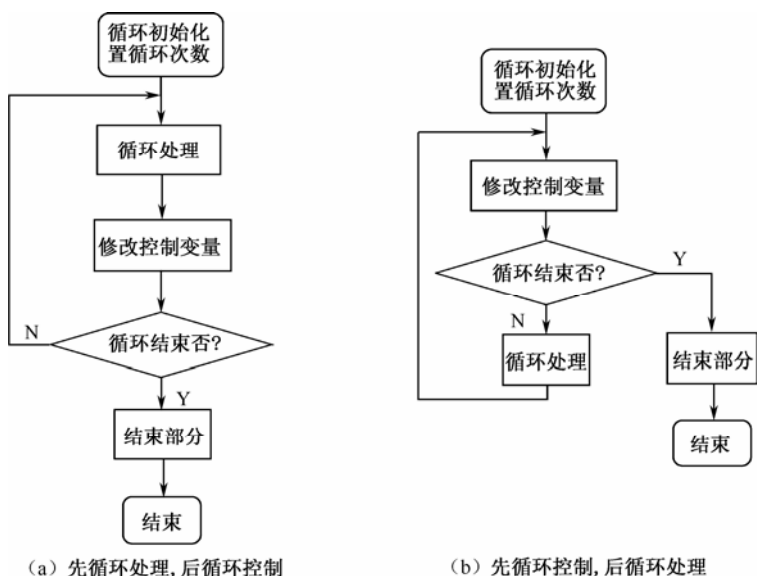 循环初始化
置循环次数
循环处理
修改控制变量
循环结束否?
N
Y
结束部分
结束
(a) 先循环处理, 后循环控制
循环初始化
置循环次数
修改控制变量
循环结束否?
Y
N
循环处理
结束部分
结束
(b) 先循环控制, 后循环处理